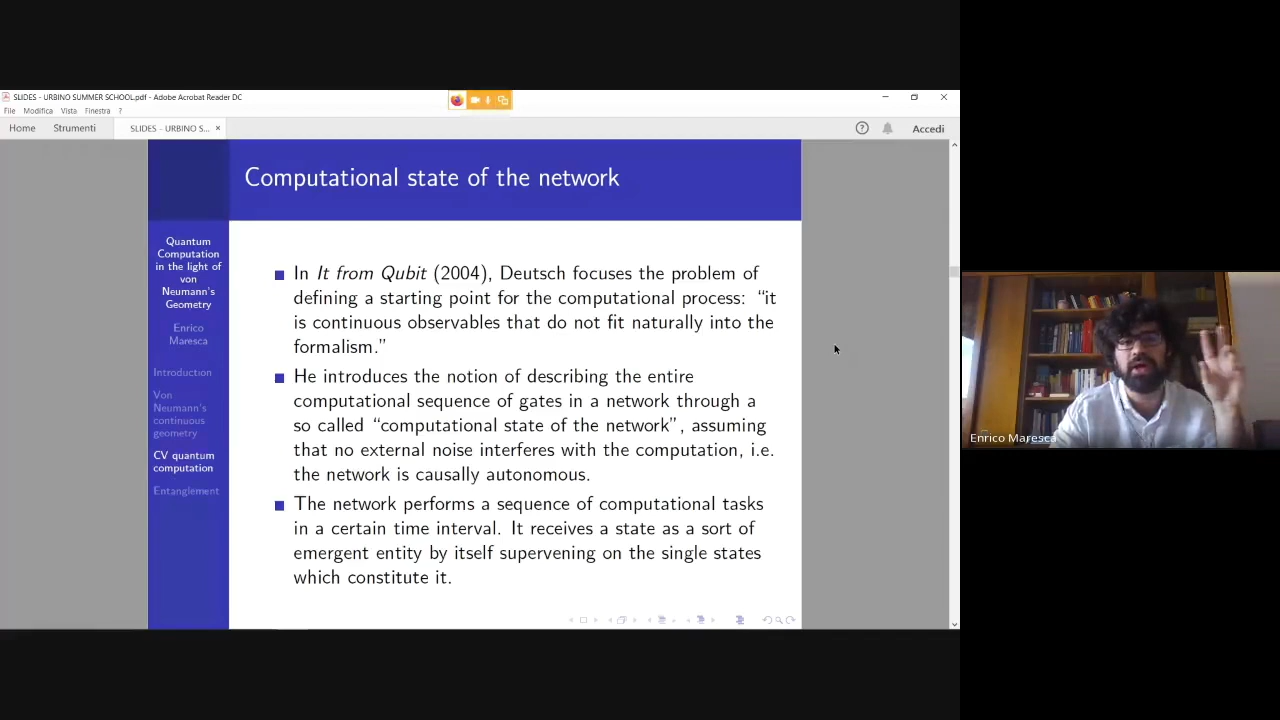 SLIDES - URBINO SUMMER SCHOOL.pdf - Adobe Acrobat Reader DC
File Modifica Vista Finestra ?
Home Strumenti SLIDES - URBINO S... × Accedi
Computational state of the network
Quantum
Computation
in the light of
von
Neumann's
Geometry
Enrico
Maresca
Introduction
Von
Neumann's
continuous
geometry
CV quantum
computation
Entanglement
In It from Qubit (2004), Deutsch focuses the problem of
defining a starting point for the computational process: “it
is continuous observables that do not fit naturally into the
formalism.”
He introduces the notion of describing the entire
computational sequence of gates in a network through a
so called “computational state of the network”, assuming
that no external noise interferes with the computation, i.e.
the network is causally autonomous.
The network performs a sequence of computational tasks
in a certain time interval. It receives a state as a sort of
emergent entity by itself supervening on the single states
which constitute it.
Enrico Maresca